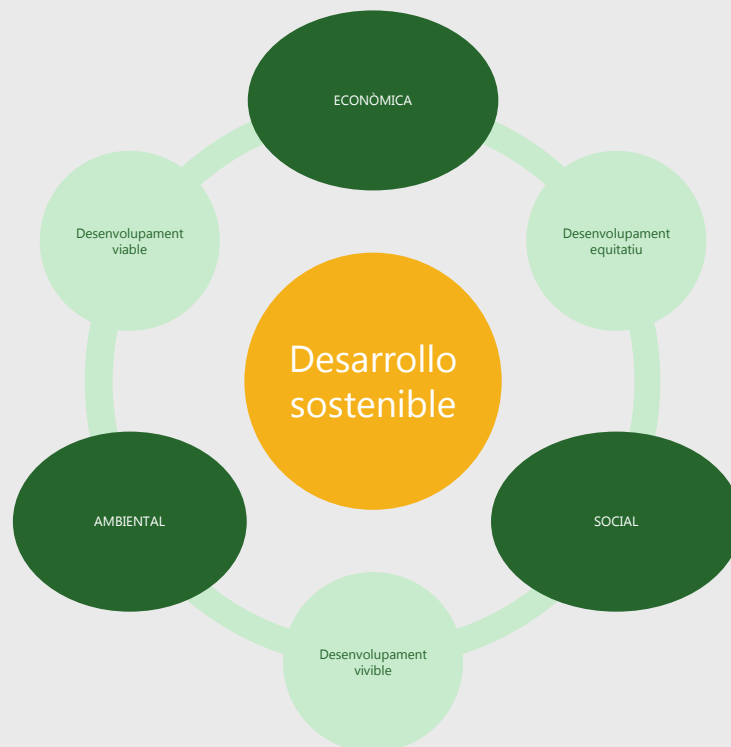 ECONÒMICA
Desenvolupament
viable
Desenvolupament
equitatiu
Desarrollo
sostenible
AMBIENTAL
SOCIAL
Desenvolupament
vivible